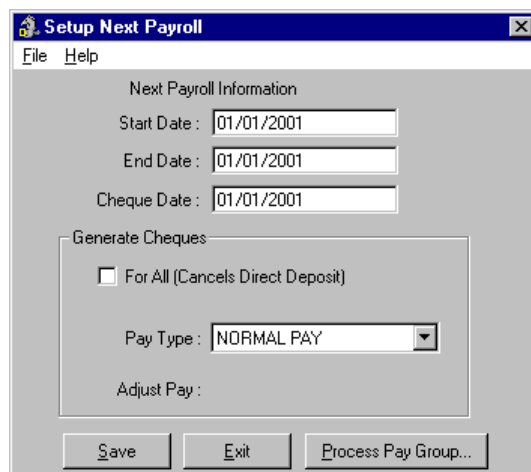 Setup Next Payroll
File Help
Next Payroll Information
Start Date : 01/01/2001
End Date : 01/01/2001
Cheque Date : 01/01/2001
Generate Cheques
For All (Cancels Direct Deposit)
Pay Type : NORMAL PAY
Adjust Pay :
Save Exit Process Pay Group...